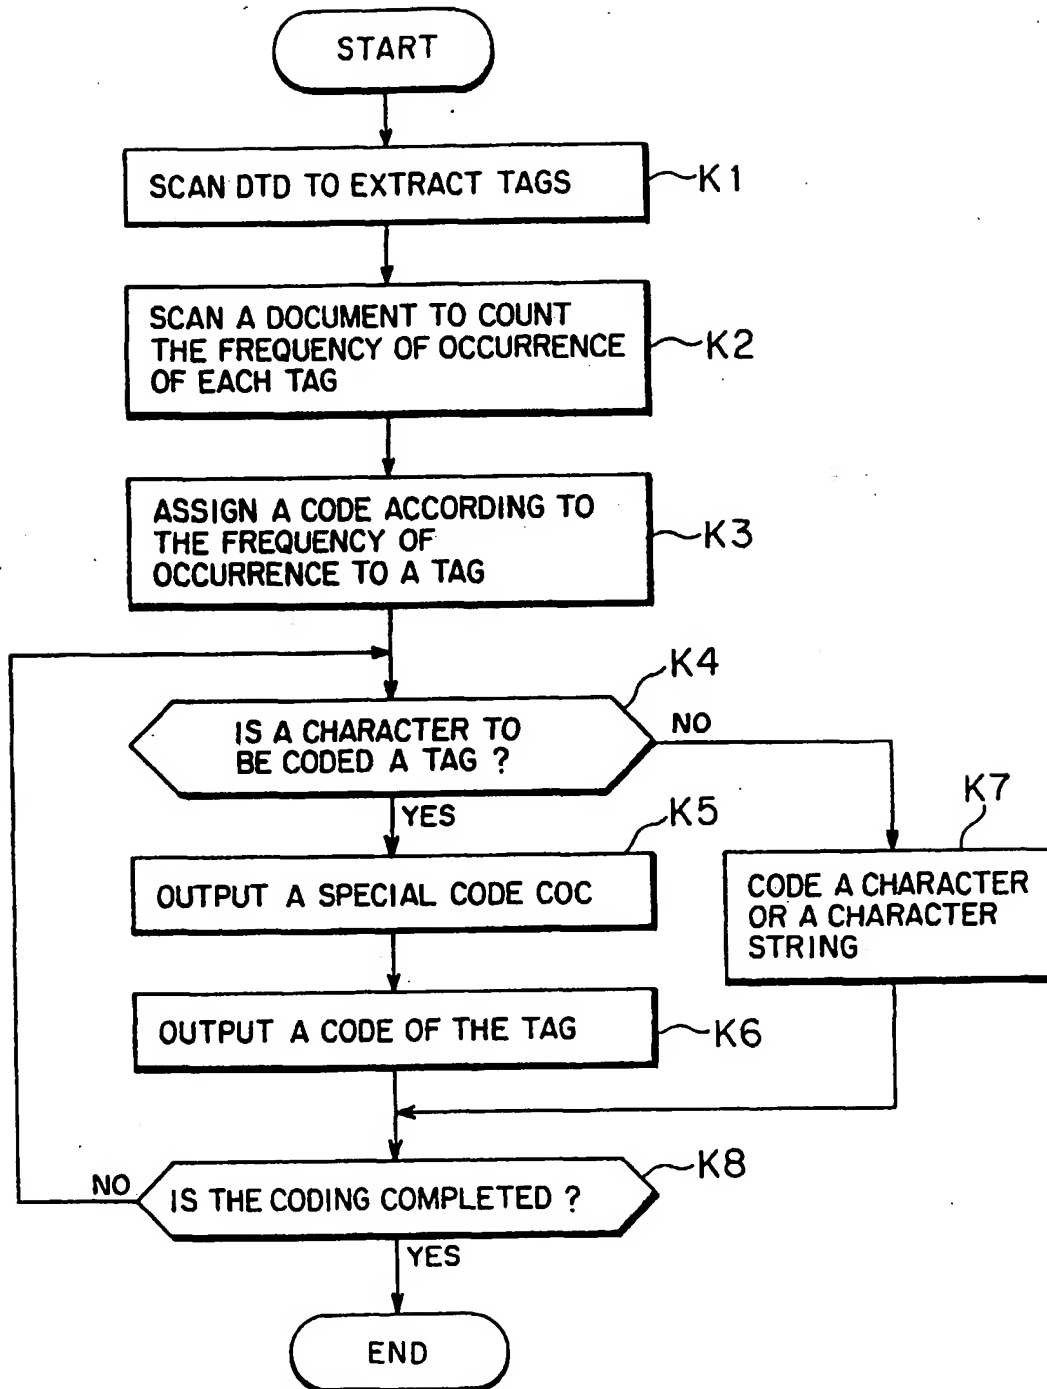 START
SCAN DTD TO EXTRACT TAGS
K1
SCAN A DOCUMENT TO COUNT
THE FREQUENCY OF OCCURRENCE
OF EACH TAG
K2
ASSIGN A CODE ACCORDING TO
THE FREQUENCY OF
OCCURRENCE TO A TAG
K3
K4
IS A CHARACTER TO
BE CODED A TAG ?
NO
YES
K5
K7
OUTPUT A SPECIAL CODE COC
CODE A CHARACTER
OR A CHARACTER
STRING
OUTPUT A CODE OF THE TAG
K6
K8
NO
IS THE CODING COMPLETED ?
YES
END